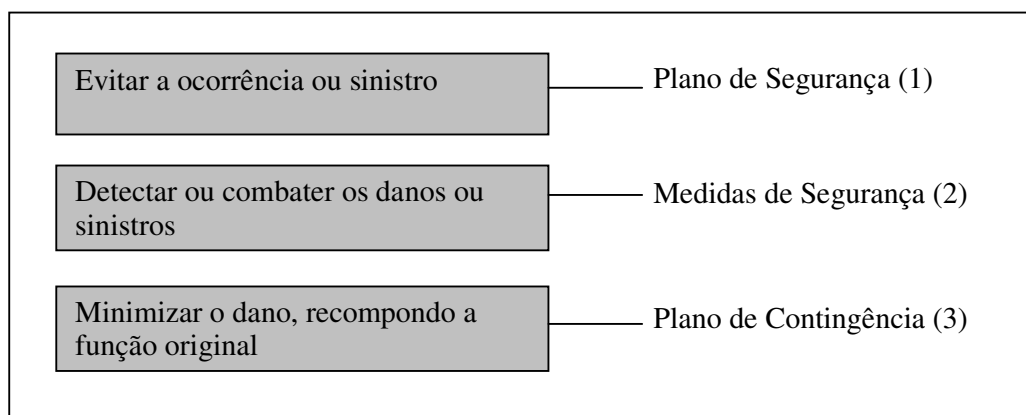 Evitar a ocorrência ou sinistro
Plano de Segurança (1)
Detectar ou combater os danos ou
sinistros
Medidas de Segurança (2)
Minimizar o dano, recompondo a
função original
Plano de Contingência (3)